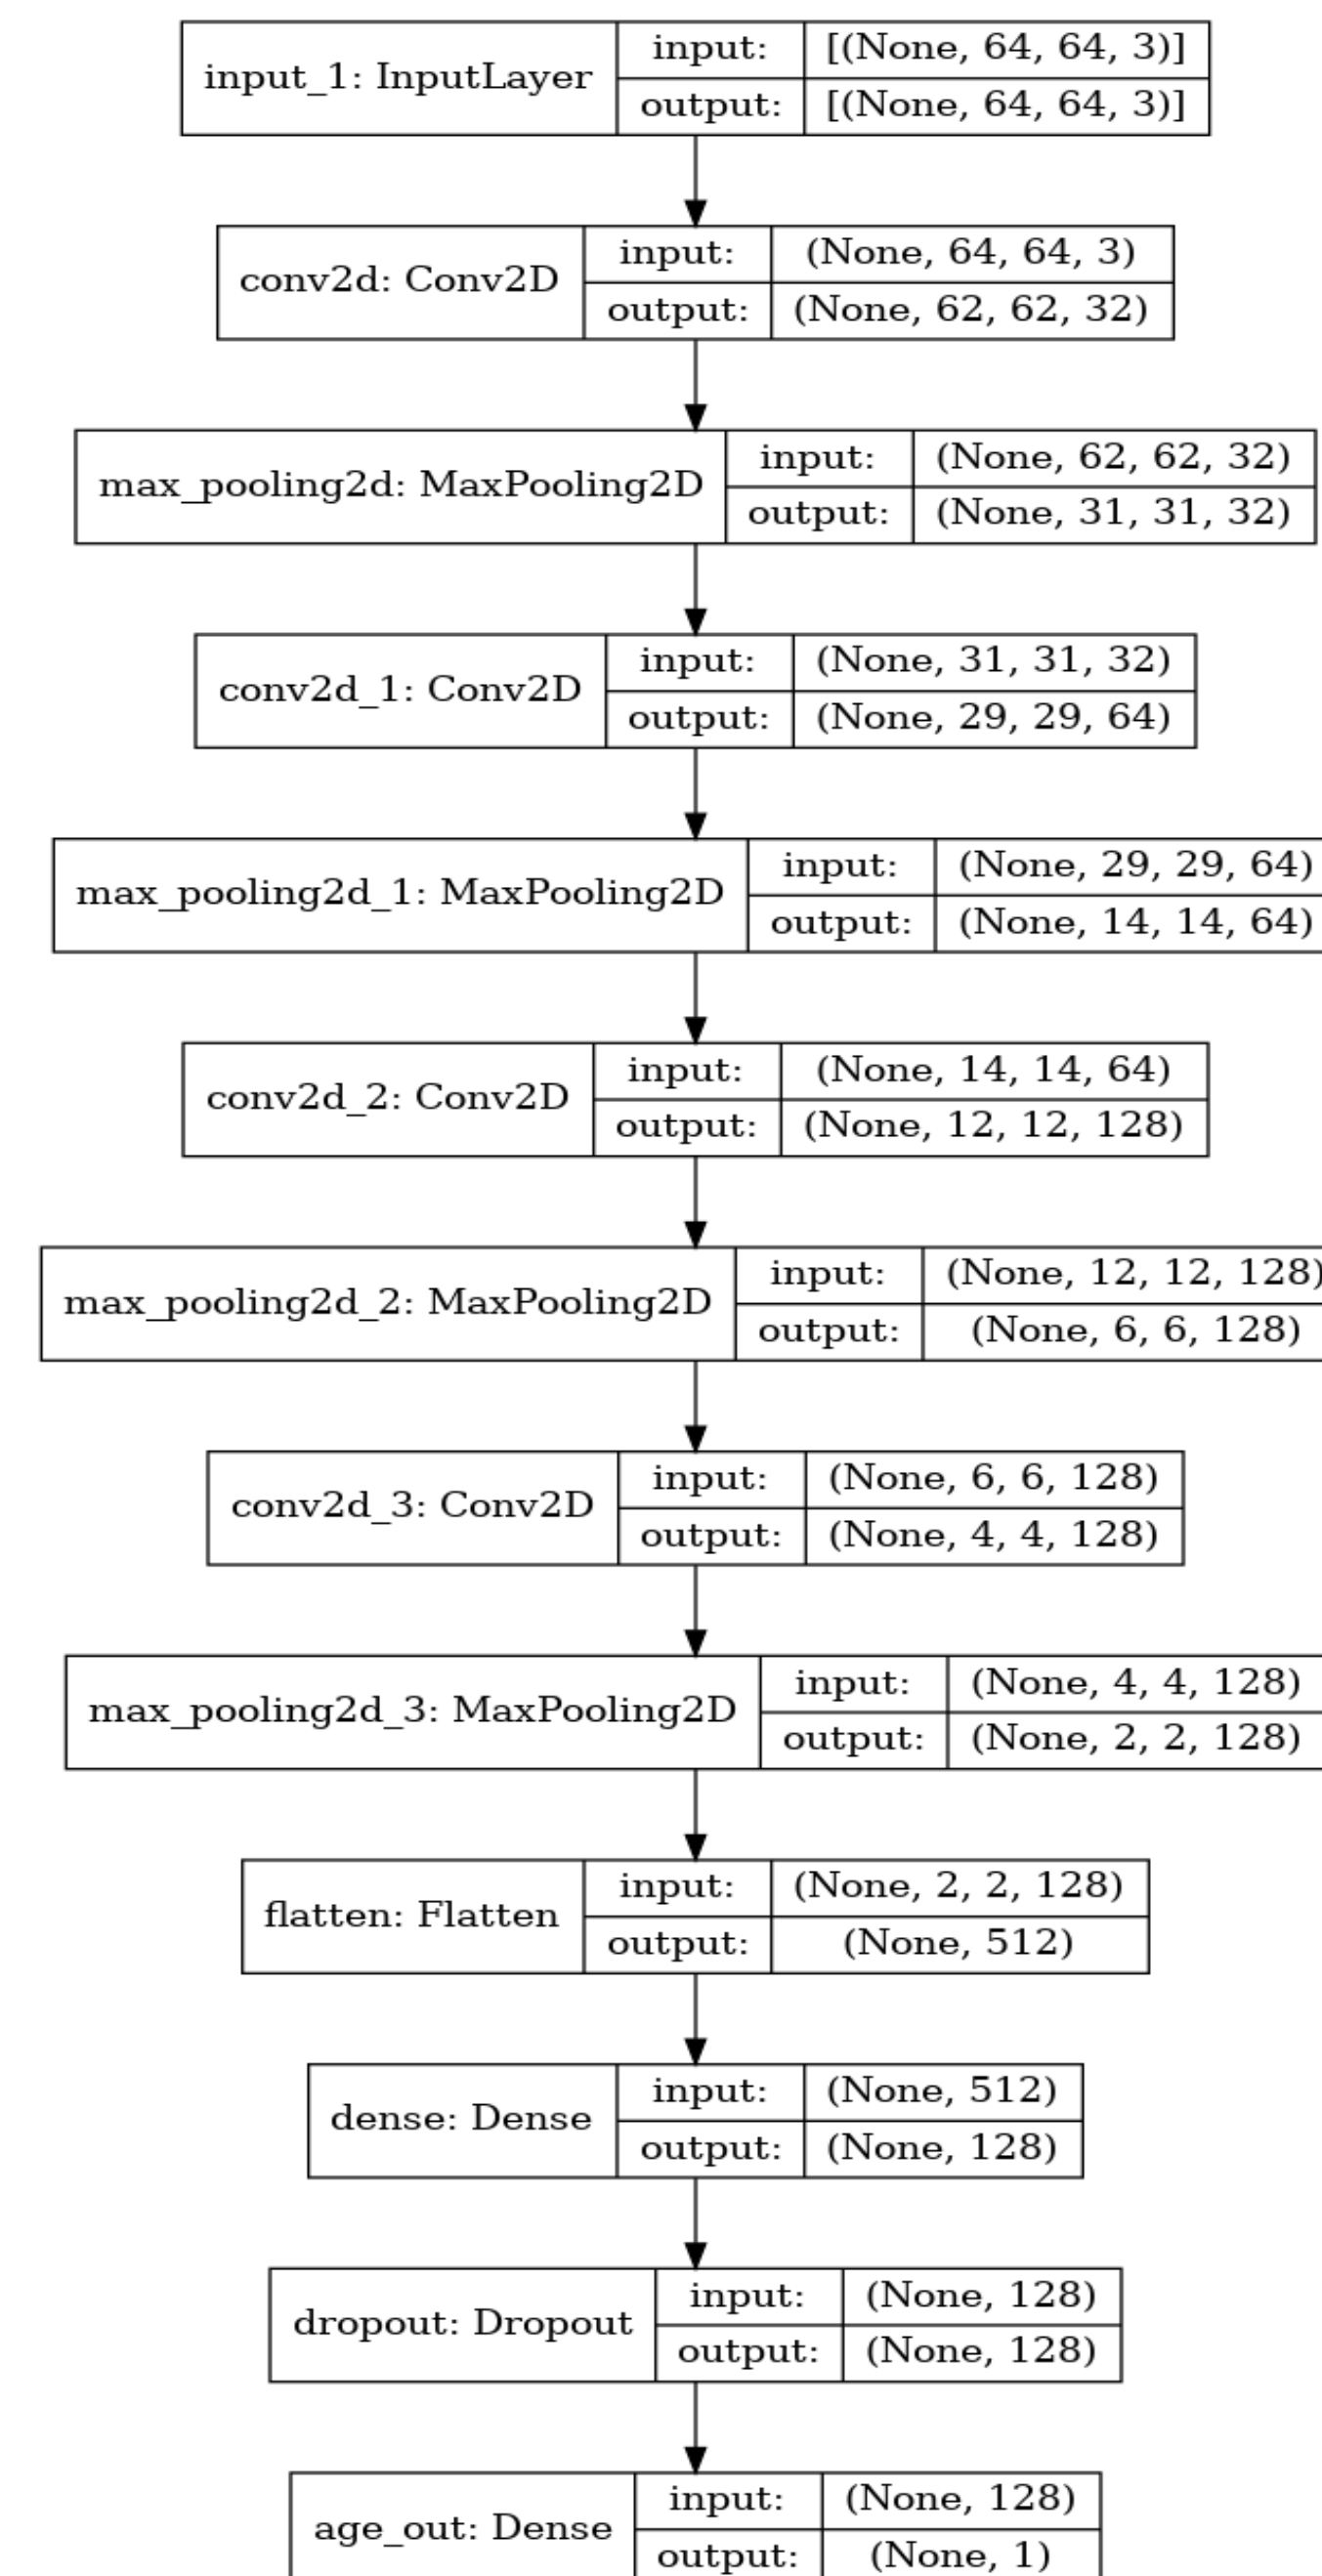 input_1: InputLayer
input: [(None, 64, 64, 3)]
output: [(None, 64, 64, 3)]
conv2d: Conv2D
input: (None, 64, 64, 3)
output: (None, 62, 62, 32)
max_pooling2d: MaxPooling2D
input: (None, 62, 62, 32)
output: (None, 31, 31, 32)
conv2d_1: Conv2D
input: (None, 31, 31, 32)
output: (None, 29, 29, 64)
max_pooling2d_1: MaxPooling2D
input: (None, 29, 29, 64)
output: (None, 14, 14, 64)
conv2d_2: Conv2D
input: (None, 14, 14, 64)
output: (None, 12, 12, 128)
max_pooling2d_2: MaxPooling2D
input: (None, 12, 12, 128)
output: (None, 6, 6, 128)
conv2d_3: Conv2D
input: (None, 6, 6, 128)
output: (None, 4, 4, 128)
max_pooling2d_3: MaxPooling2D
input: (None, 4, 4, 128)
output: (None, 2, 2, 128)
flatten: Flatten
input: (None, 2, 2, 128)
output: (None, 512)
dense: Dense
input: (None, 512)
output: (None, 128)
dropout: Dropout
input: (None, 128)
output: (None, 128)
age_out: Dense
input: (None, 128)
output: (None, 1)